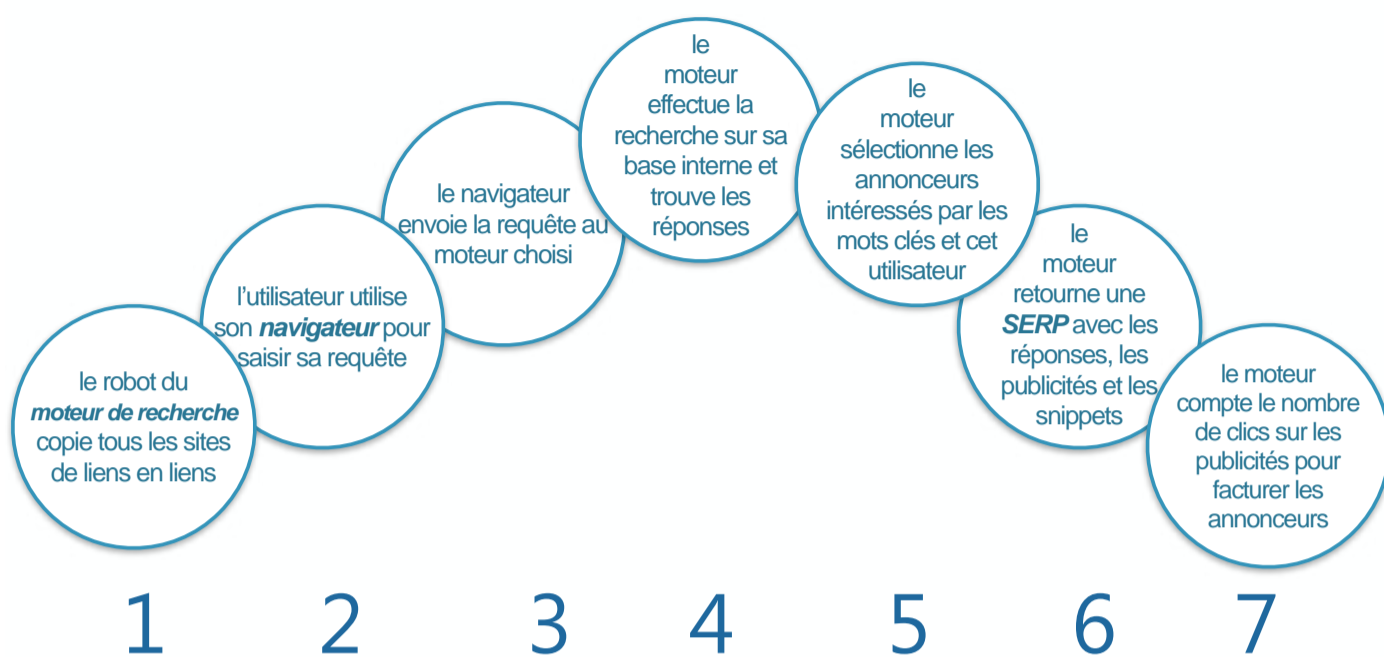 le robot du
moteur de recherche
copie tous les sites
de liens en liens
l'utilisateur utilise
son navigateur pour
saisir sa requête
le navigateur
envoie la requête au
moteur choisi
le
moteur
effectue la
recherche sur sa
base interne et
trouve les
réponses
le
moteur
sélectionne les
annonceurs
intéressés par les
mots clés et cet
utilisateur
le
moteur
retourne une
SERP avec les
réponses, les
publicités et les
snippets
le moteur
compte le nombre
de clics sur les
publicités pour
facturer les
annonceurs
1 2 3 4 5 6 7